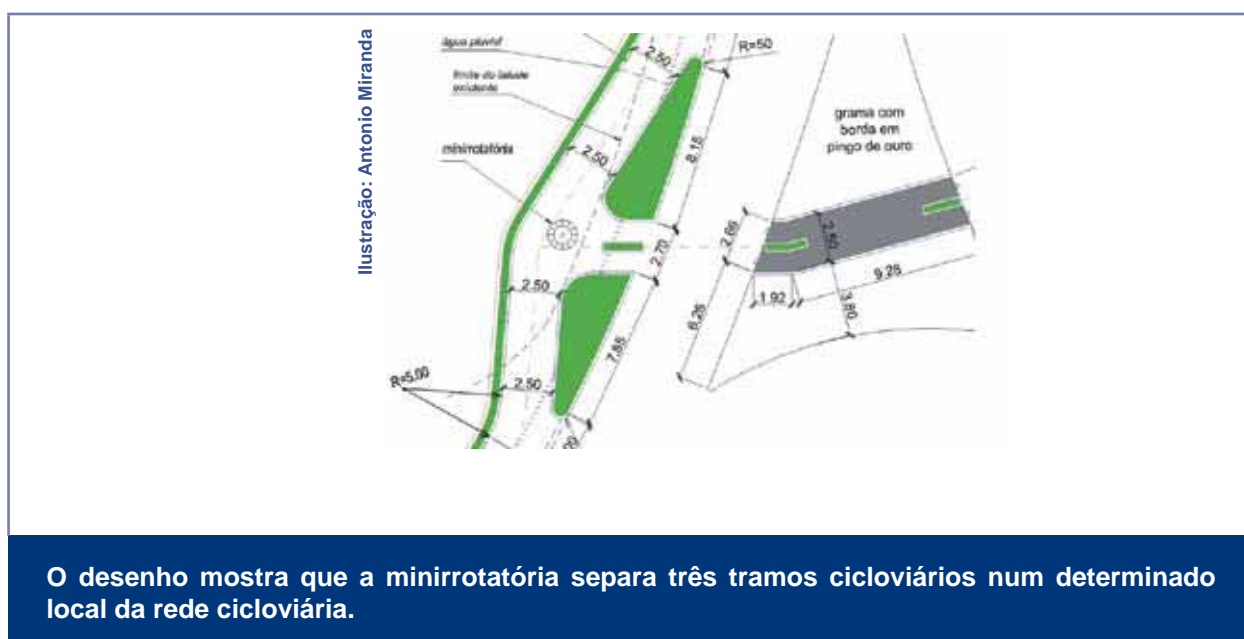 Ilustração: Antonio Miranda
água pluvial
2.50
R=50
limite do talude
existente
grama com
borda em
pingo de ouro
minirrotatória
2.50
8.15
2.86
2.50
2.70
9.25
2.50
1.92
3.80
6.25
7.85
R=5.00
2.50
O desenho mostra que a minirrotatória separa três tramos cicloviários num determinado
local da rede cicloviária.